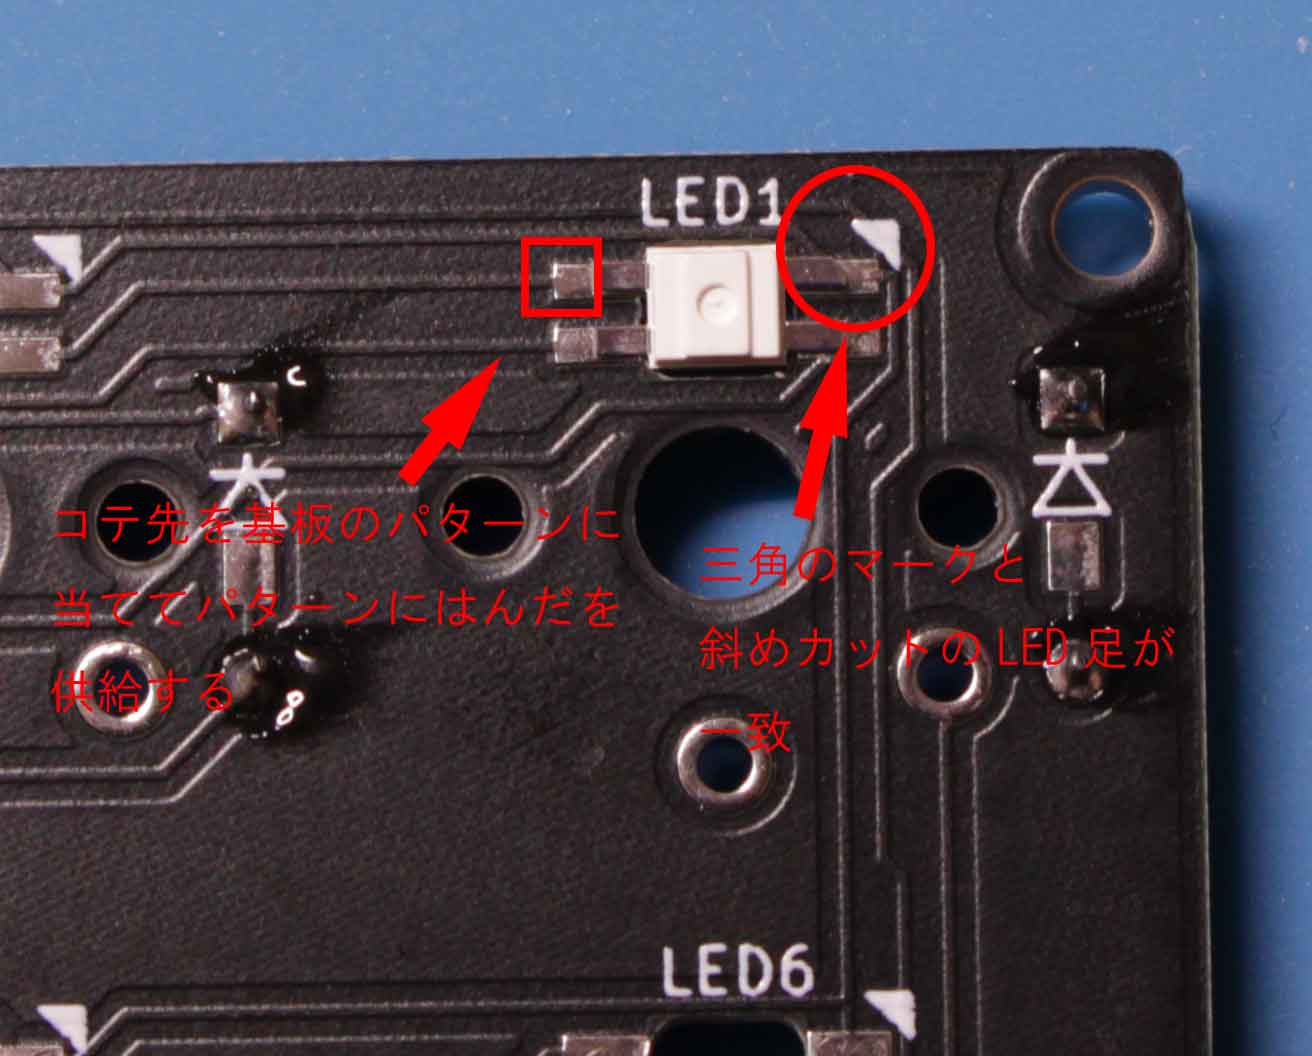 LED1
コテ先を基板のパターンに
当ててパターンにはんだを
供給する
三角のマークと
斜めカットのLED足が
一致
LED6